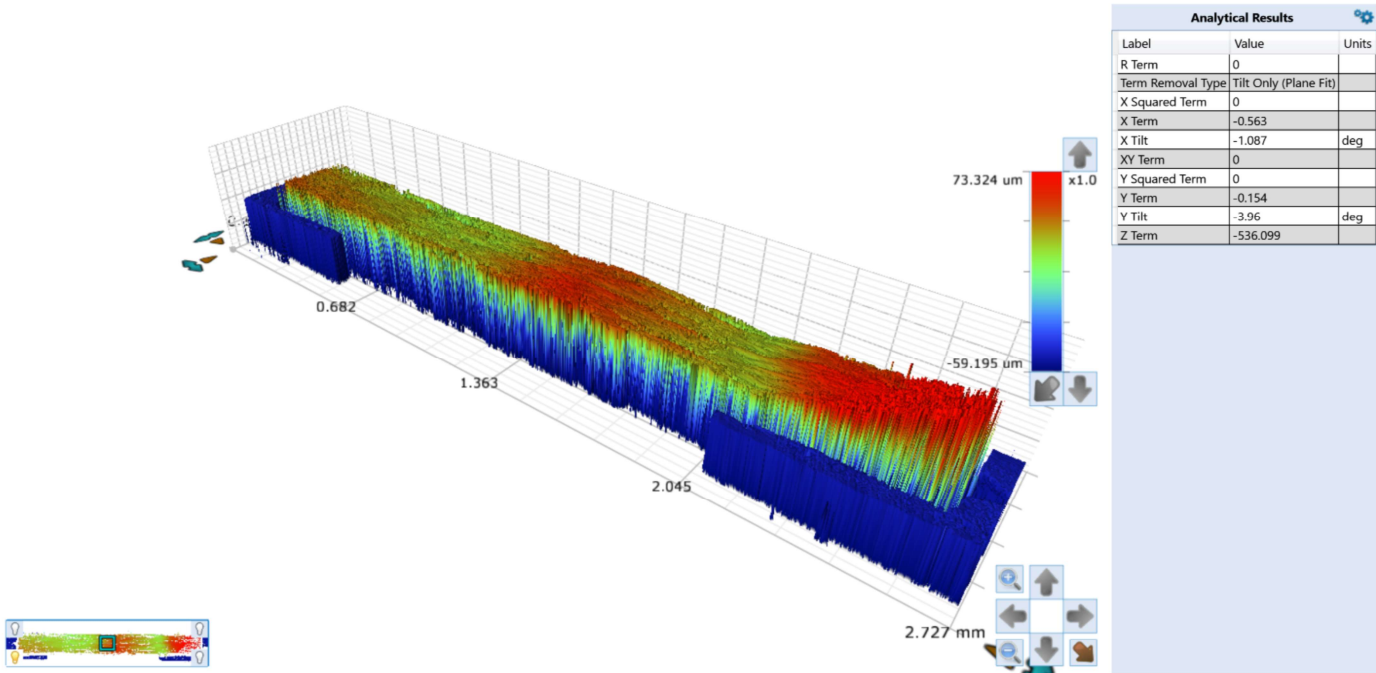 Analytical Results
Label Value Units
R Term 0
Term Removal Type Tilt Only (Plane Fit)
X Squared Term 0
X Term -0.563
X Tilt -1.087 deg
XY Term 0
Y Squared Term 0
Y Term -0.154
Y Tilt -3.96 deg
Z Term -536.099
73.324 um x1.0
-59.195 um
0.682
1.363
2.045
2.727 mm